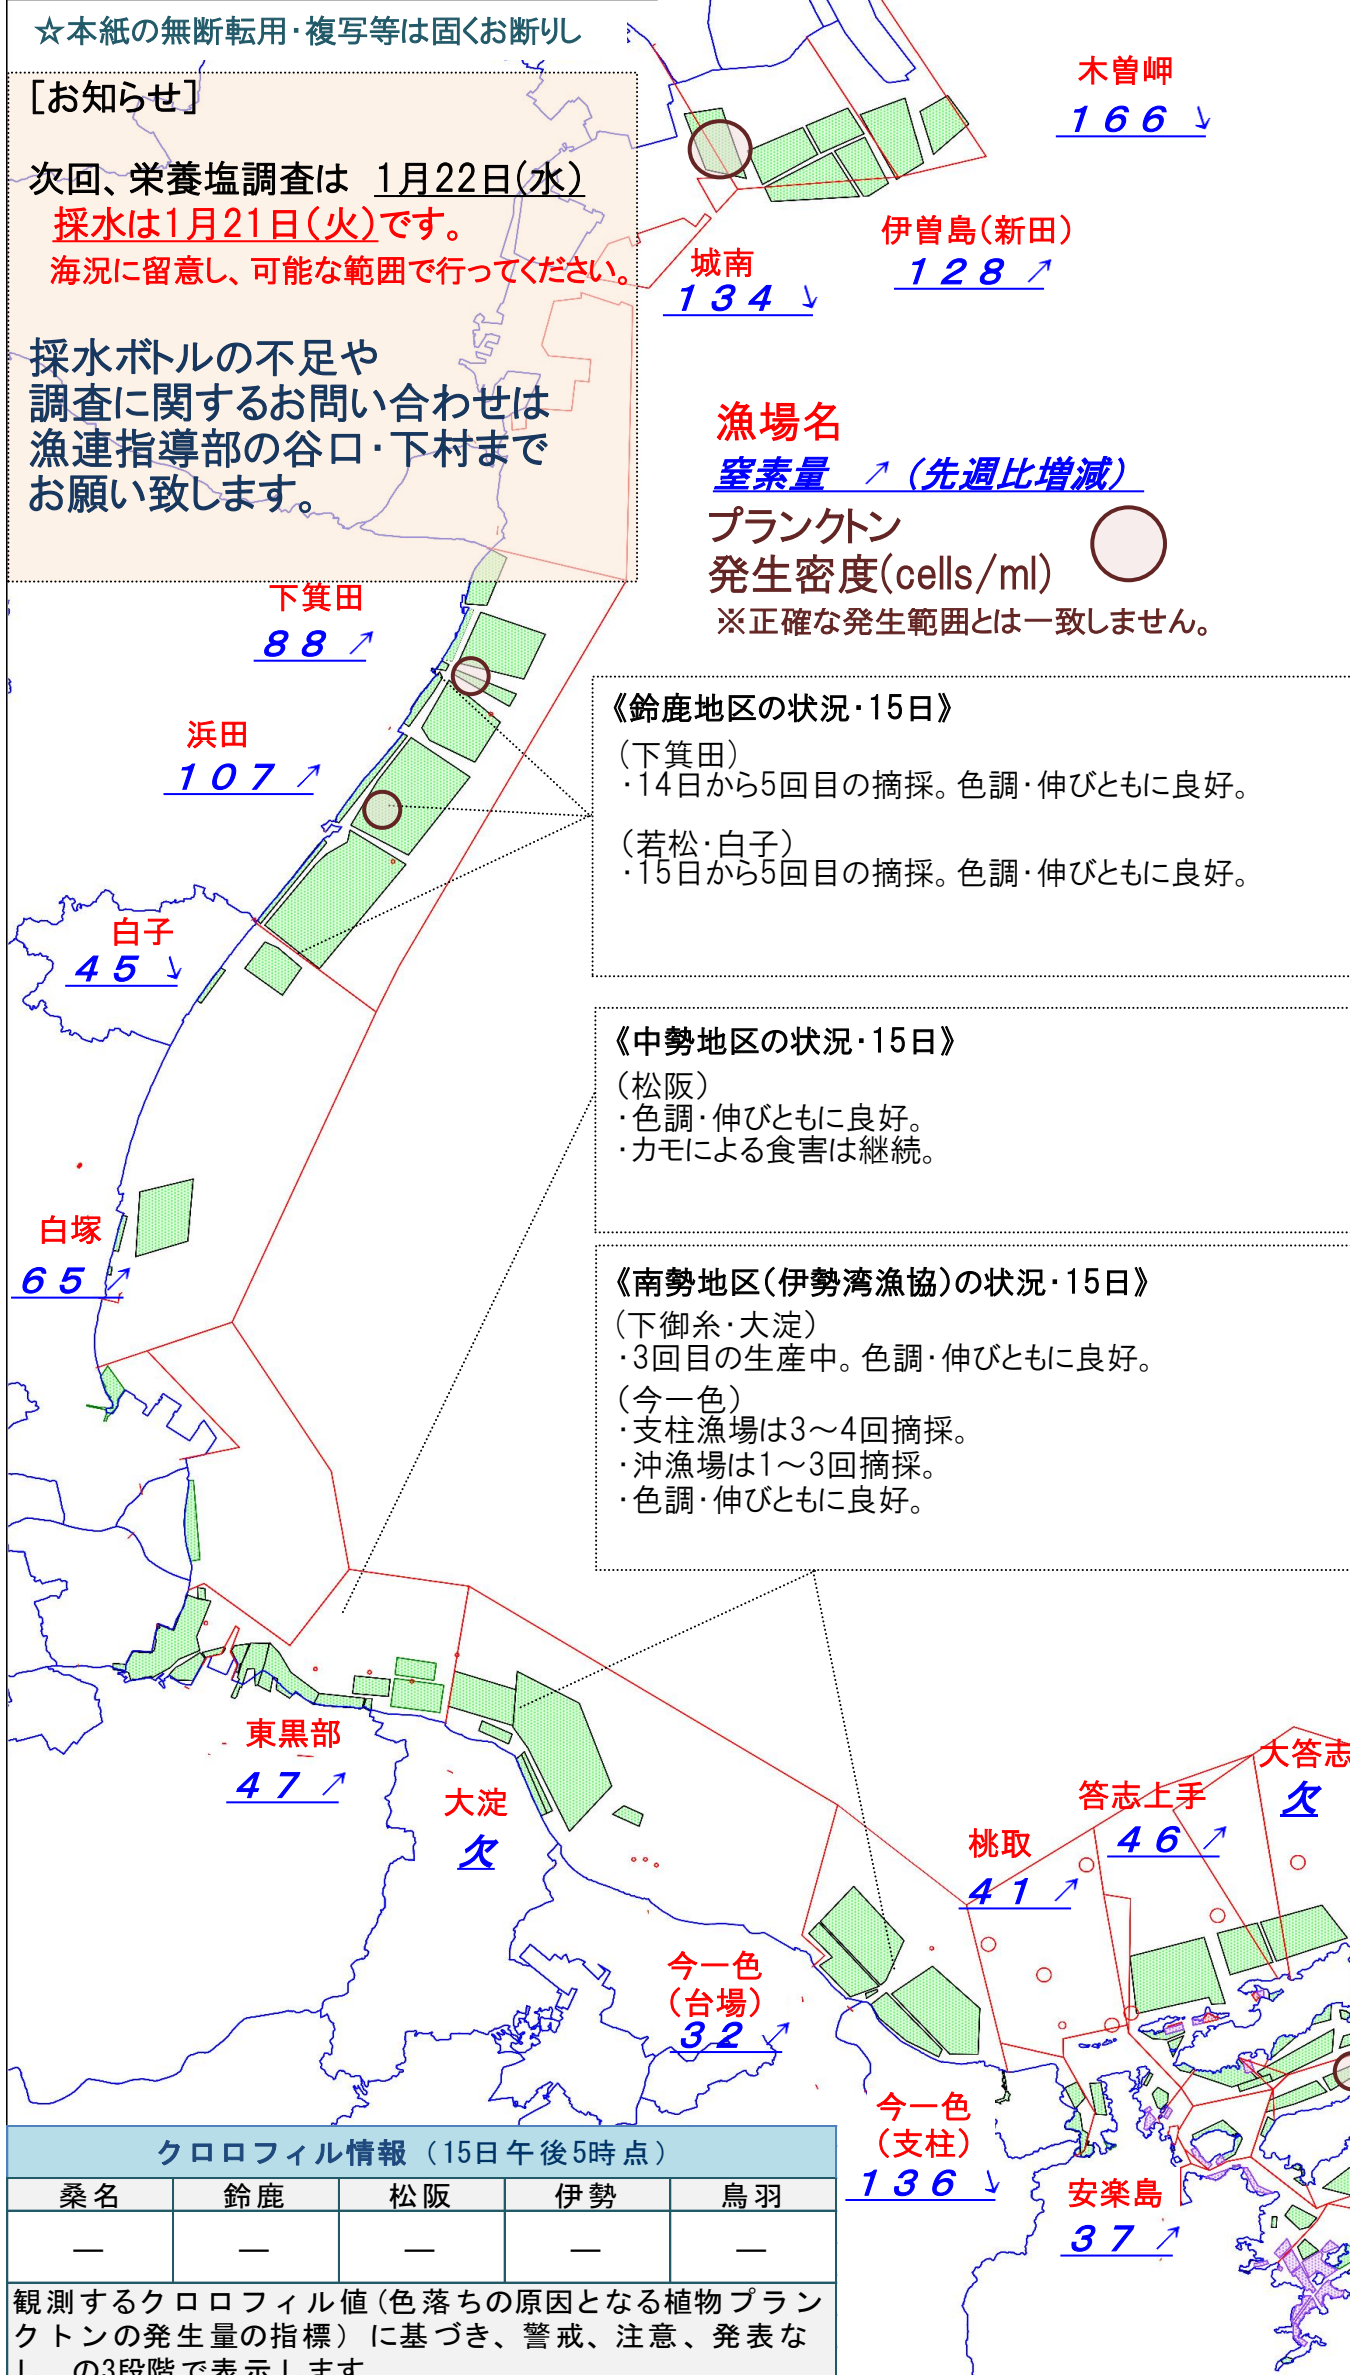 ☆本紙の無断転用・複写等は固くお断りし
[お知らせ]
次回、栄養塩調査は 1月22日(水)
採水は1月21日(火)です。
海況に留意し、可能な範囲で行ってください。
採水ボトルの不足や
調査に関するお問い合わせは
漁連指導部の谷口・下村まで
お願い致します。
木曽岬
166 ↘
伊曽島(新田)
128 ↗
城南
134 ↘
漁場名
窒素量 ↗(先週比増減)
プランクトン
発生密度(cells/ml)
※正確な発生範囲とは一致しません。
下箕田
88 ↗
浜田
107 ↗
白子
45 ↘
白塚
65 ↗
《鈴鹿地区の状況・15日》
(下箕田)
・14日から5回目の摘採。色調・伸びともに良好。
(若松・白子)
・15日から5回目の摘採。色調・伸びともに良好。
《中勢地区の状況・15日》
(松阪)
・色調・伸びともに良好。
・カモによる食害は継続。
《南勢地区(伊勢湾漁協)の状況・15日》
(下御糸・大淀)
・3回目の生産中。色調・伸びともに良好。
(今一色)
・支柱漁場は3～4回摘採。
・沖漁場は1～3回摘採。
・色調・伸びともに良好。
東黒部
47 ↗
大淀
欠
今一色
(台場)
32 ↗
桃取
41 ↗
答志上手
46 ↗
大答志
欠
今一色
(支柱)
136 ↘
安楽島
37 ↗
クロロフィル情報(15日午後5時点)
桑名 鈴鹿 松阪 伊勢 鳥羽
― ― ― ― ―
観測するクロロフィル値(色落ちの原因となる植物プラン
クトンの発生量の指標)に基づき、警戒、注意、発表な
し、の3段階で表示します